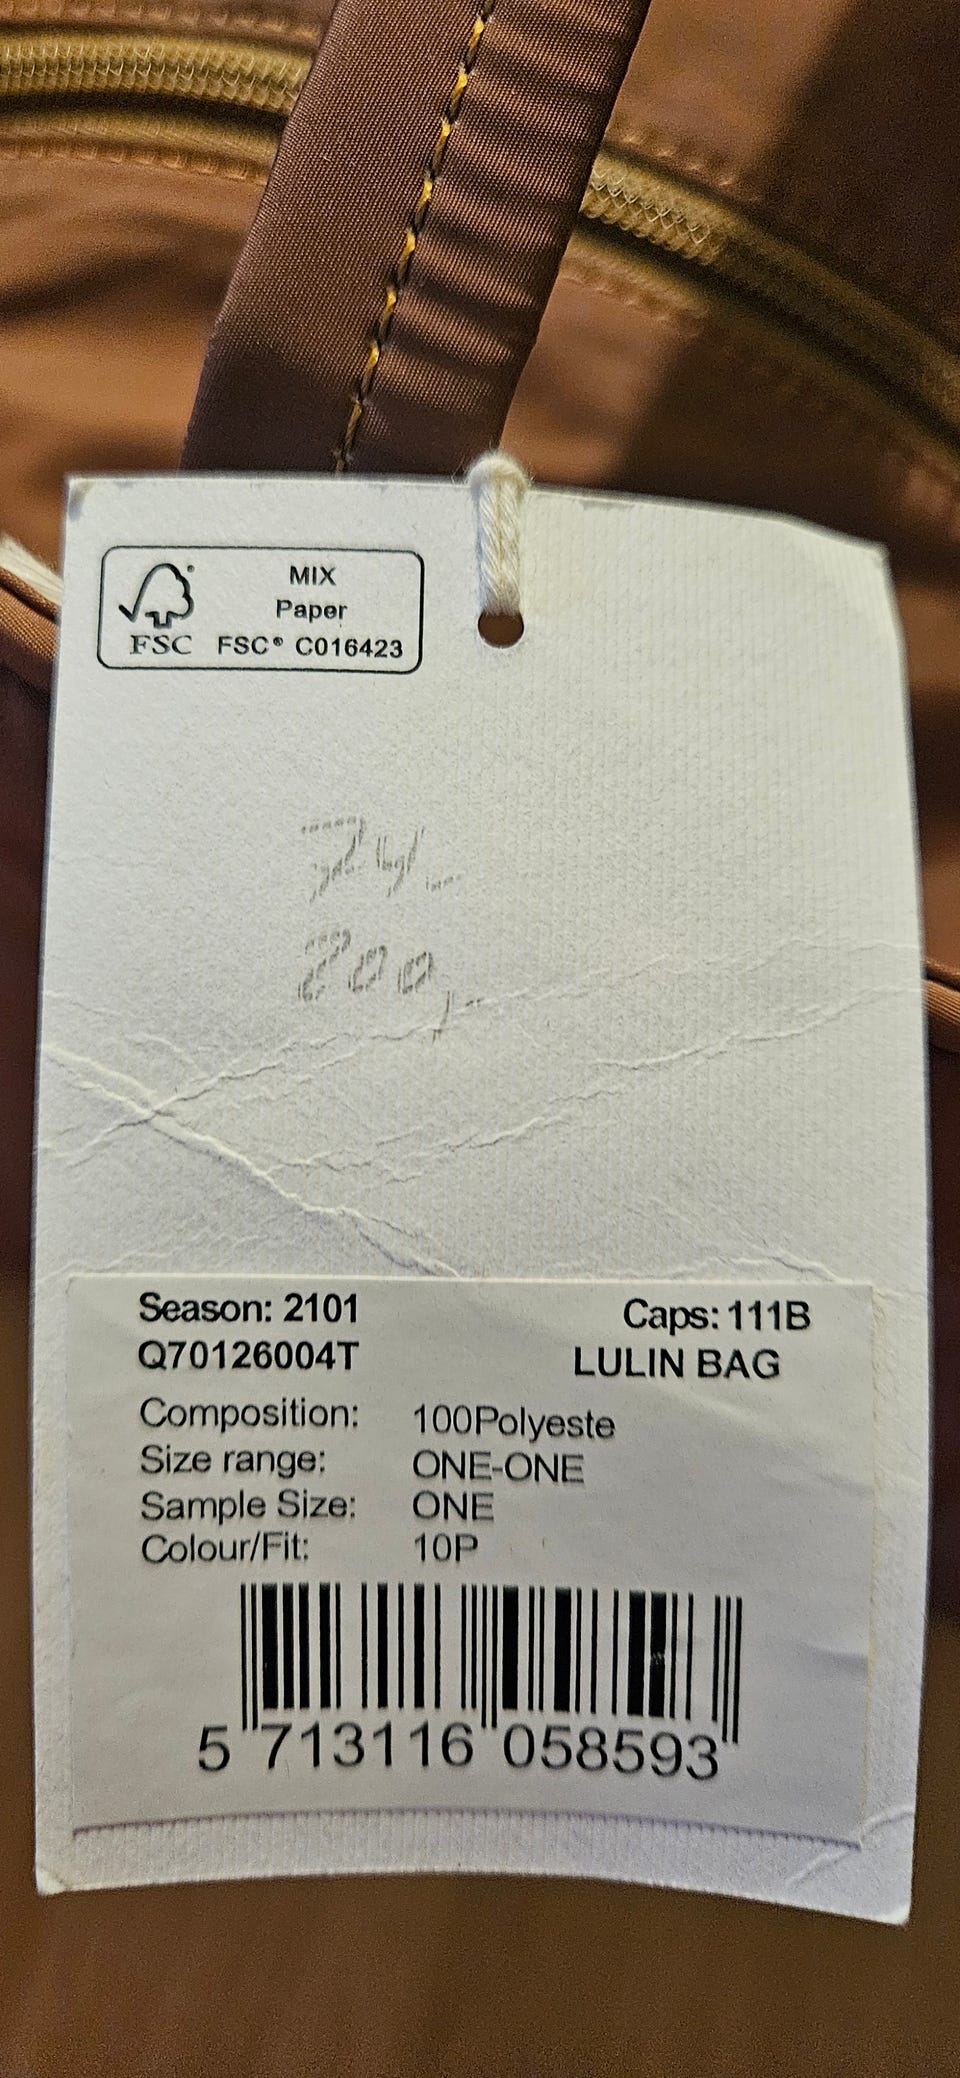 MIX
Paper
FSC FSC® C016423
200,-
Season: 2101 Caps: 111B
Q70126004T LULIN BAG
Composition: 100Polyeste
Size range: ONE-ONE
Sample Size: ONE
Colour/Fit: 10P
5 713116 058593